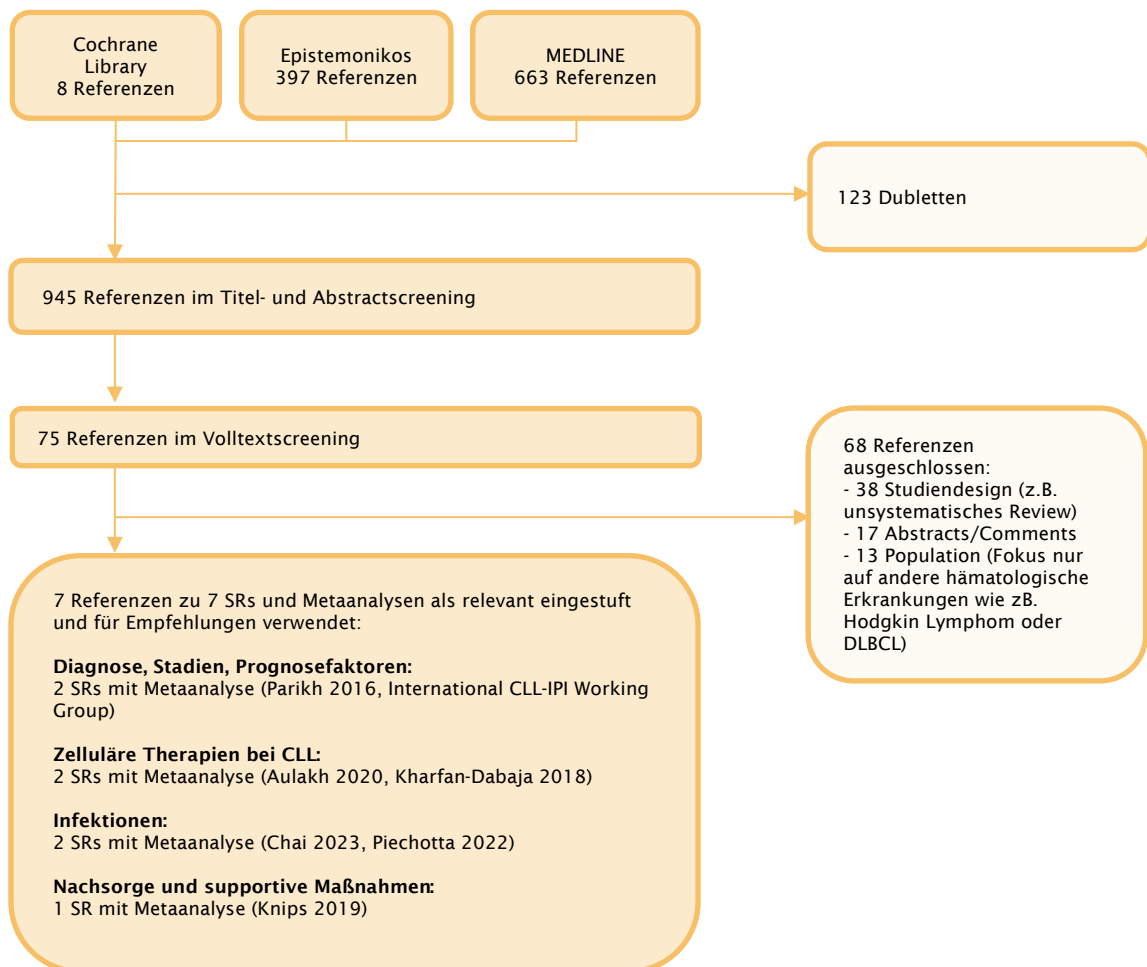 Cochrane
Library
8 Referenzen
Epistemonikos
397 Referenzen
MEDLINE
663 Referenzen
123 Dubletten
945 Referenzen im Titel- und Abstractscreening
75 Referenzen im Volltextscreening
68 Referenzen
ausgeschlossen:
- 38 Studiendesign (z.B.
unsystematisches Review)
- 17 Abstracts/Comments
- 13 Population (Fokus nur
auf andere hämatologische
Erkrankungen wie zB.
Hodgkin Lymphom oder
DLBCL)
7 Referenzen zu 7 SRs und Metaanalysen als relevant eingestuft
und für Empfehlungen verwendet:
Diagnose, Stadien, Prognosefaktoren:
2 SRs mit Metaanalyse (Parikh 2016, International CLL-IPI Working
Group)
Zelluläre Therapien bei CLL:
2 SRs mit Metaanalyse (Aulakh 2020, Kharfan-Dabaja 2018)
Infektionen:
2 SRs mit Metaanalyse (Chai 2023, Piechotta 2022)
Nachsorge und supportive Maßnahmen:
1 SR mit Metaanalyse (Knips 2019)